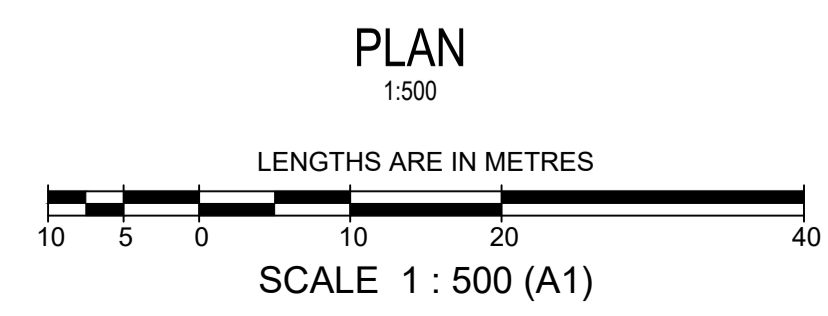 PLAN
1:500
LENGTHS ARE IN METRES
10 5 0 10 20 40
SCALE 1 : 500 (A1)